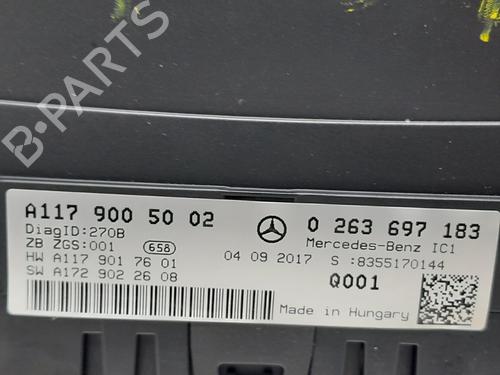 A117 900 50 02
0 263 697 183
DiagID:270B
Mercedes-Benz IC1
ZB ZGS:001
658
04 09 2017
S :8355170144
HW A117 901 76 01
Q001
SW A172 902 26 08
Made in Hungary
B-PARTS